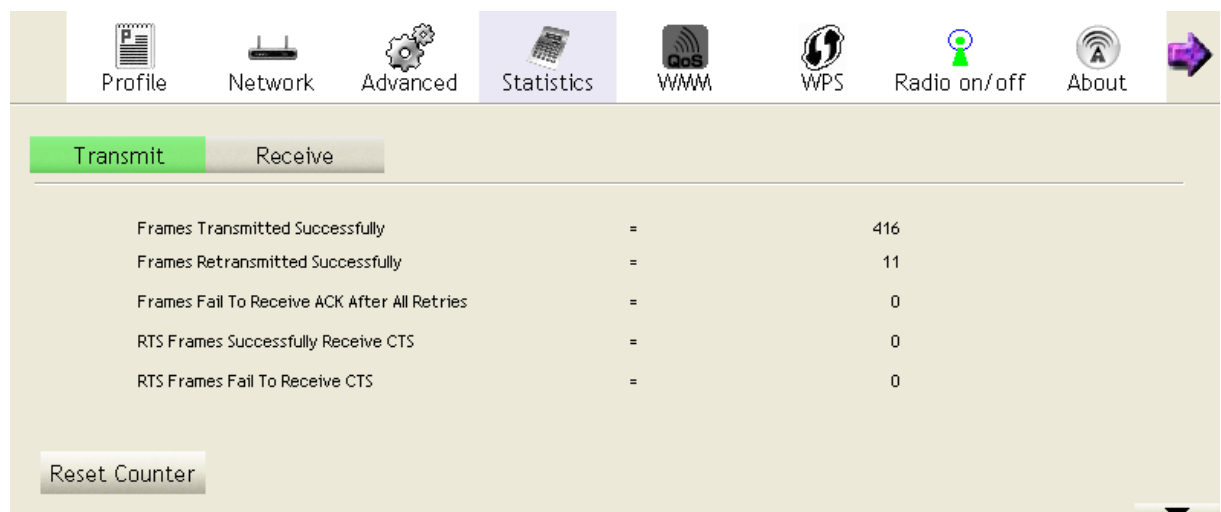 Profile Network Advanced Statistics QoS WMM WPS Radio on/off About
Transmit Receive
Frames Transmitted Successfully = 416
Frames Retransmitted Successfully = 11
Frames Fail To Receive ACK After All Retries = 0
RTS Frames Successfully Receive CTS = 0
RTS Frames Fail To Receive CTS = 0
Reset Counter